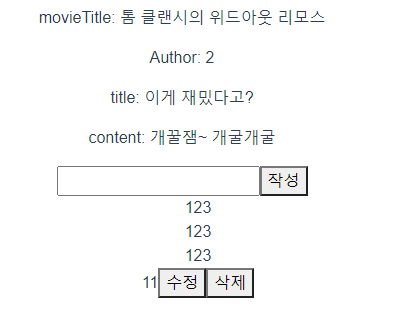 movieTitle: 톰 클랜시의 위드아웃 리모스
Author: 2
title: 이게 재밌다고?
content: 개꿀잼~ 개굴개굴
작성
123
123
123
11 수정 삭제